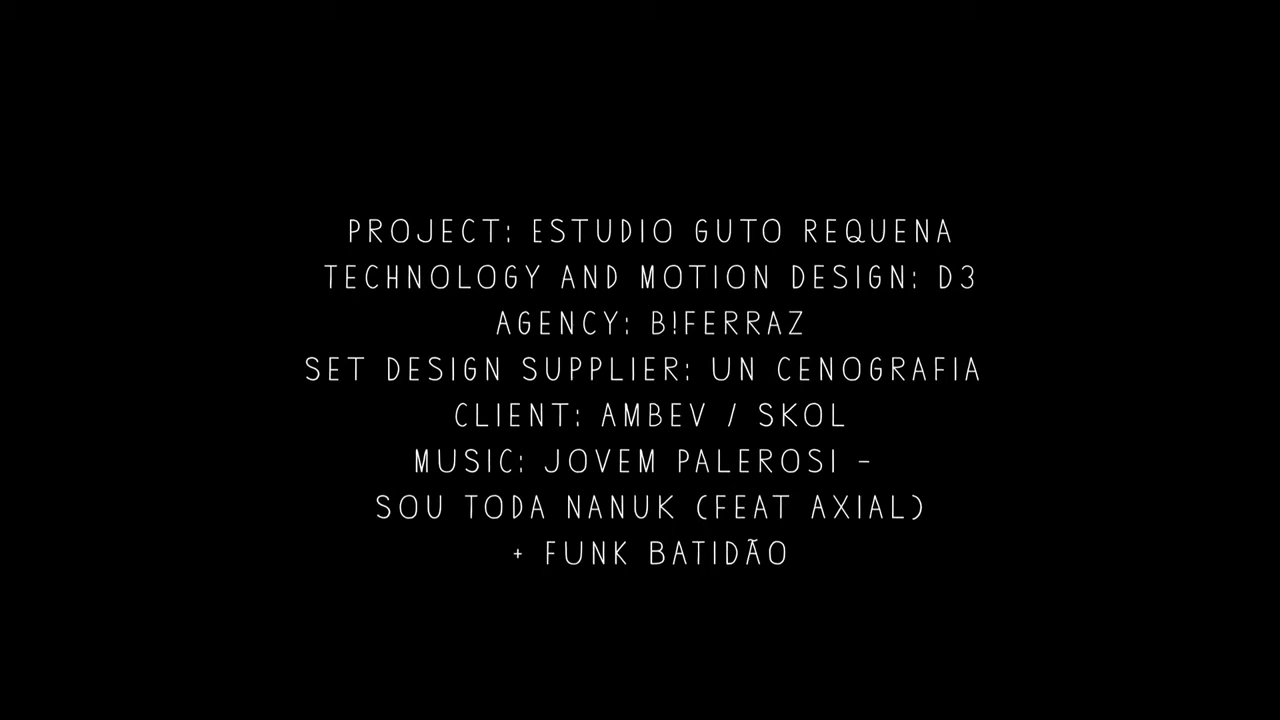 PROJECT: ESTUDIO GUTO REQUENA
TECHNOLOGY AND MOTION DESIGN: D3
AGENCY: B!FERRAZ
SET DESIGN SUPPLIER: UN CENOGRAFIA
CLIENT: AMBEV / SKOL
MUSIC: JOVEM PALEROSI -
SOU TODA NANUK (FEAT AXIAL)
+ FUNK BATIDÃO